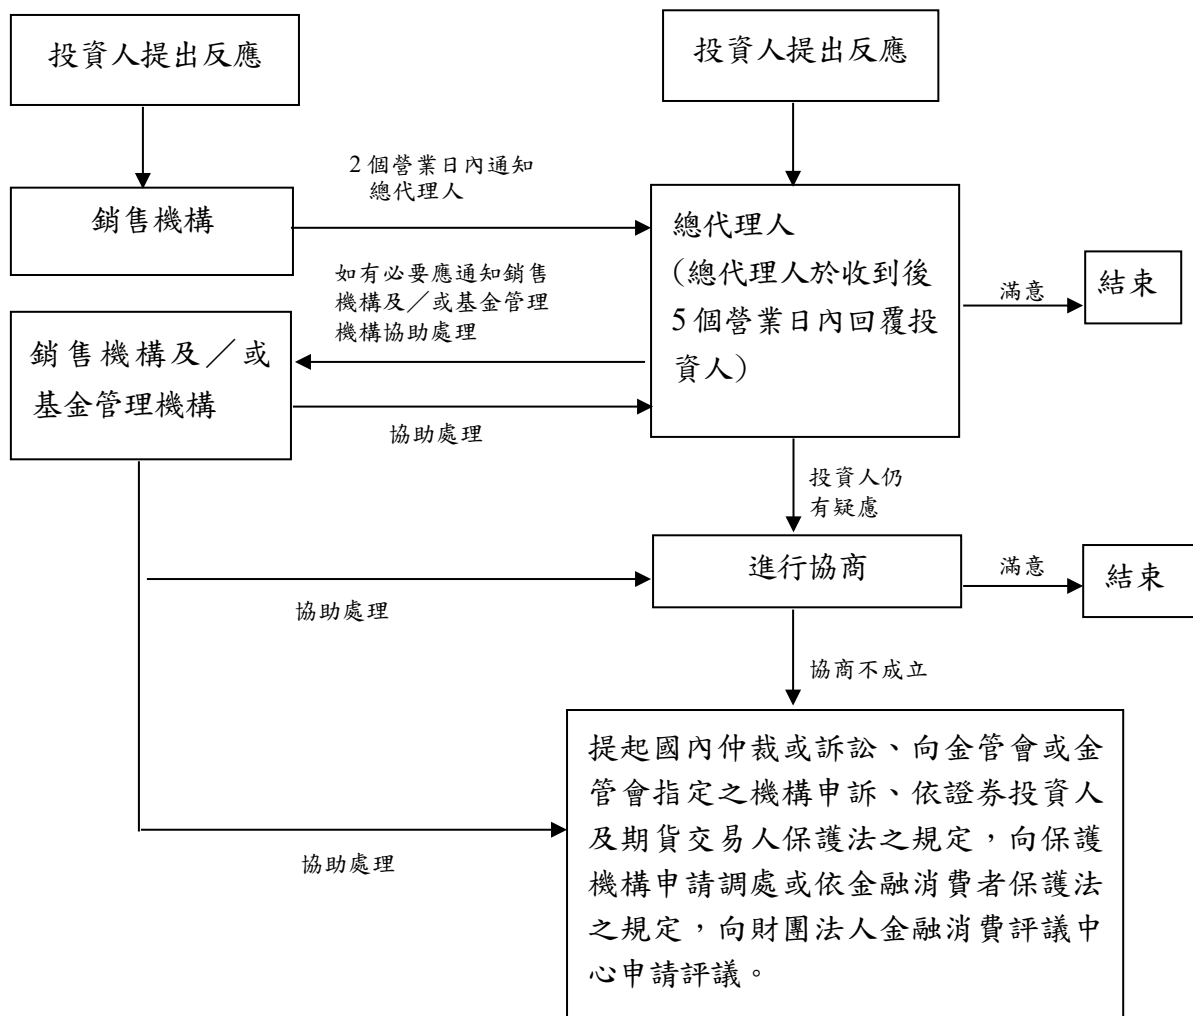 投資人提出反應
投資人提出反應
2 個營業日內通知
總代理人
銷售機構
總代理人
(總代理人於收到後
5 個營業日內回覆投
資人)
滿意
結束
如有必要應通知銷售
機構及／或基金管理
機構協助處理
銷售機構及／或
基金管理機構
協助處理
投資人仍
有疑慮
進行協商
滿意
結束
協助處理
協商不成立
提起國內仲裁或訴訟、向金管會或金
管會指定之機構申訴、依證券投資人
及期貨交易人保護法之規定，向保護
機構申請調處或依金融消費者保護法
之規定，向財團法人金融消費評議中
心申請評議。
協助處理